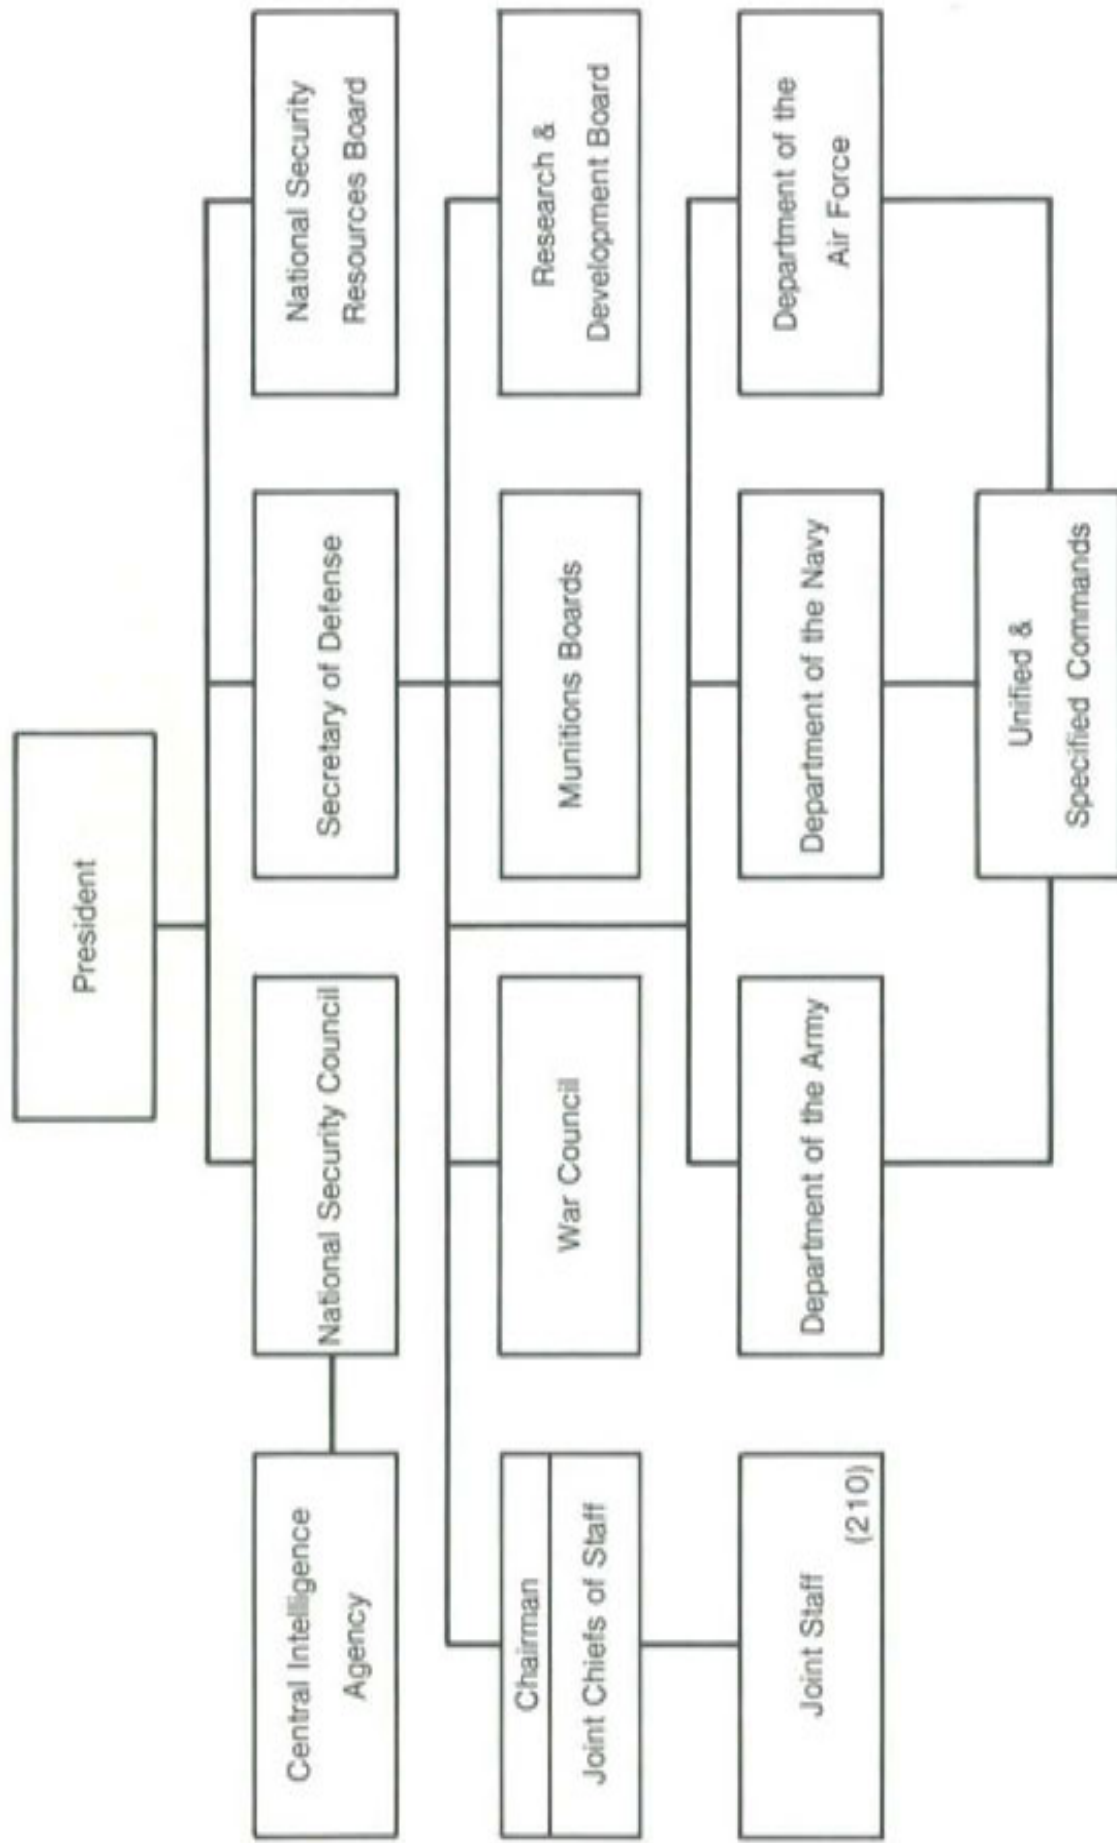 President
Central Intelligence
Agency
National Security Council
Secretary of Defense
National Security
Resources Board
Chairman
Joint Chiefs of Staff
War Council
Munitions Boards
Research &
Development Board
Joint Staff
(210)
Department of the Army
Department of the Navy
Department of the
Air Force
Unified &
Specified Commands